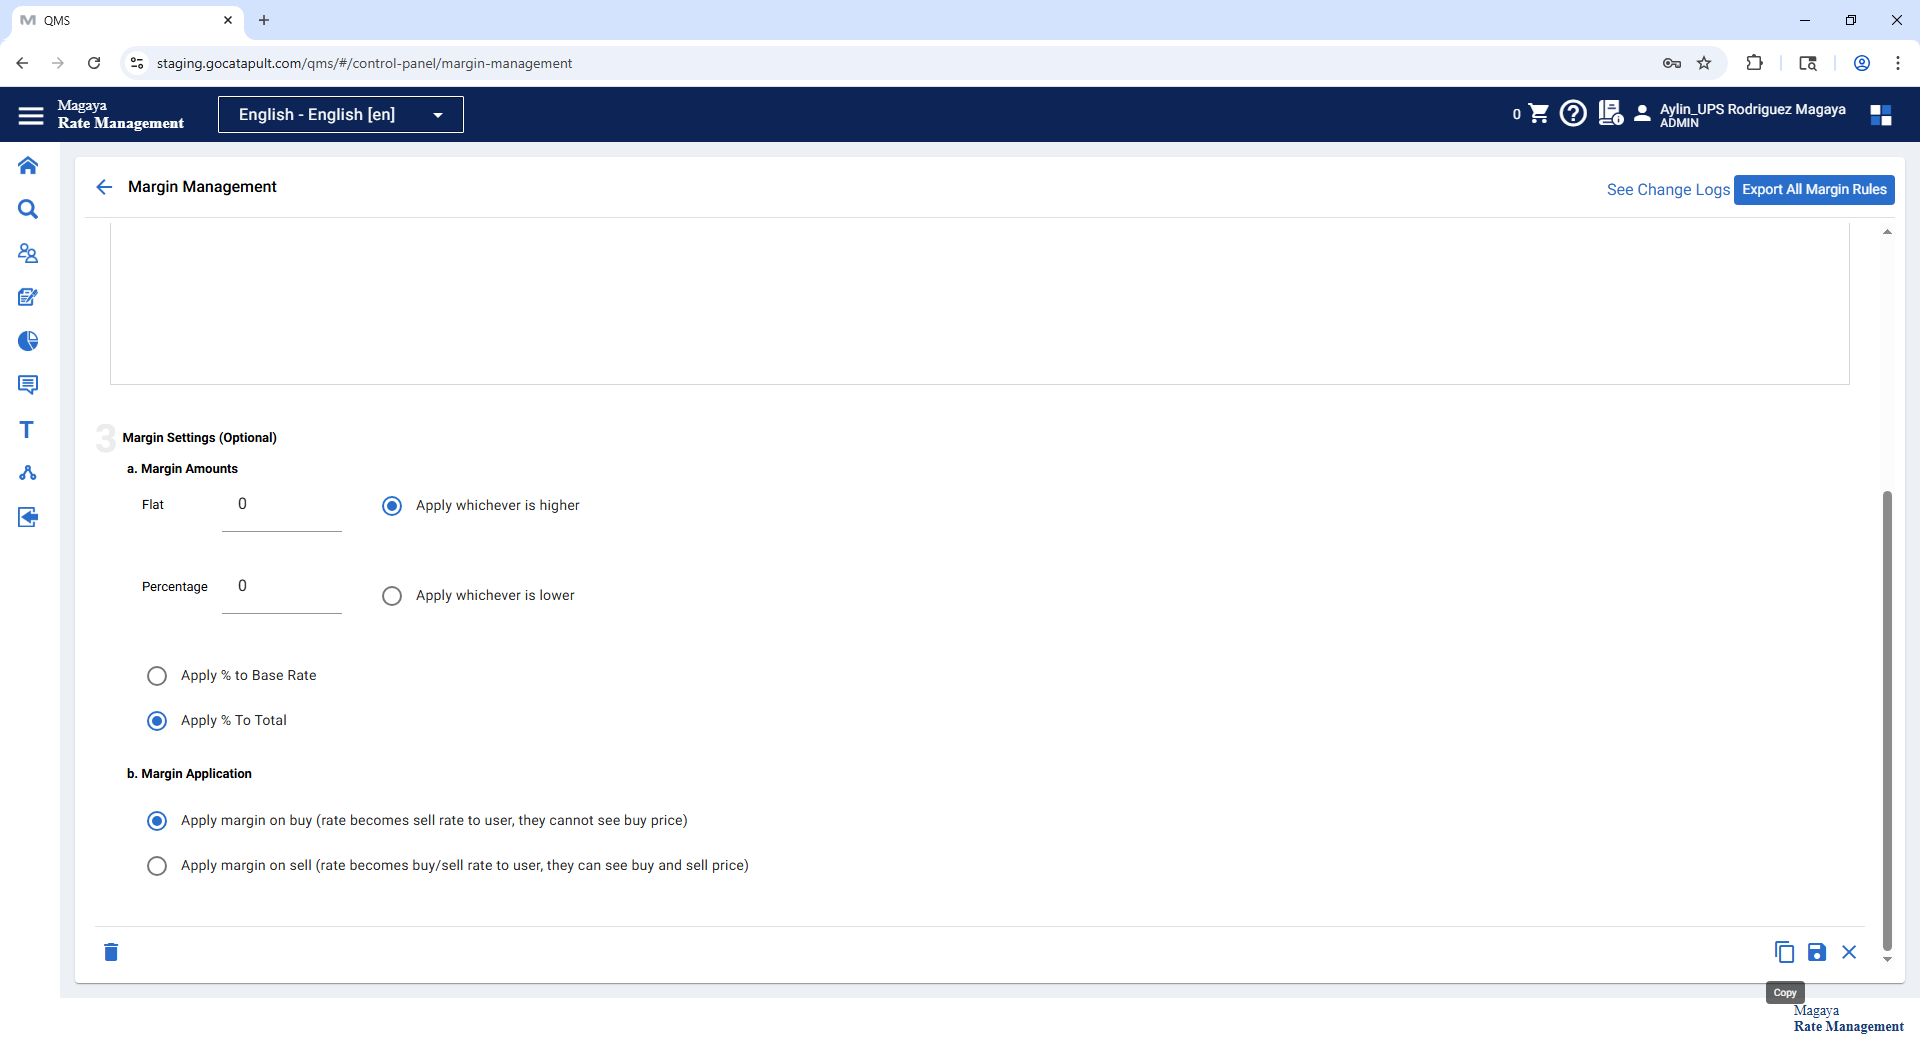 QMS
staging.gocatapult.com/qms/#/control-panel/margin-management
Magaya
Rate Management
English - English [en]
0
Aylin_UPS Rodriguez Magaya
ADMIN
Margin Management
See Change Logs
Export All Margin Rules
3 Margin Settings (Optional)
a. Margin Amounts
Flat 0 Apply whichever is higher
Percentage 0 Apply whichever is lower
Apply % to Base Rate
Apply % To Total
b. Margin Application
Apply margin on buy (rate becomes sell rate to user, they cannot see buy price)
Apply margin on sell (rate becomes buy/sell rate to user, they can see buy and sell price)
Copy
Magaya
Rate Management